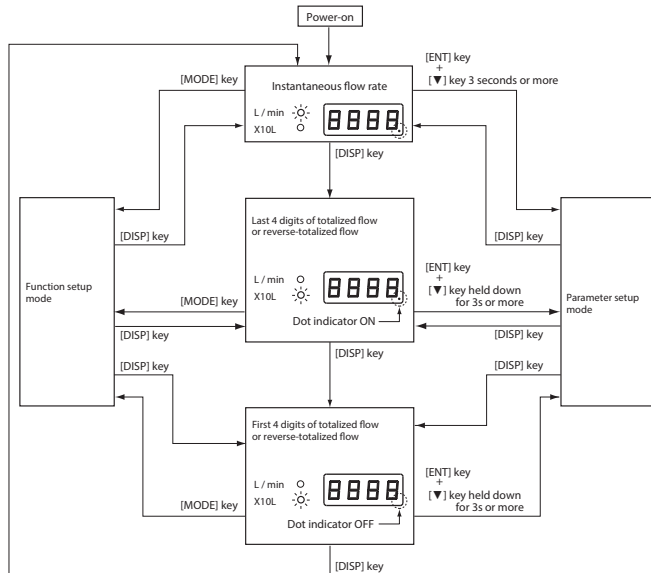 Power-on
[MODE] key
[ENT] key
+
[▼] key 3 seconds or more
Instantaneous flow rate
L / min
X10L
8888.
[DISP] key
[DISP] key
[DISP] key
Function setup
mode
Last 4 digits of totalized flow
or reverse-totalized flow
L / min
X10L
8888.
Dot indicator ON
[MODE] key
[DISP] key
[ENT] key
+
[▼] key held down
for 3s or more
[DISP] key
Parameter setup
mode
[DISP] key
[DISP] key
[DISP] key
First 4 digits of totalized flow
or reverse-totalized flow
L / min
X10L
8888
Dot indicator OFF
[MODE] key
[ENT] key
+
[▼] key held down
for 3s or more
[DISP] key